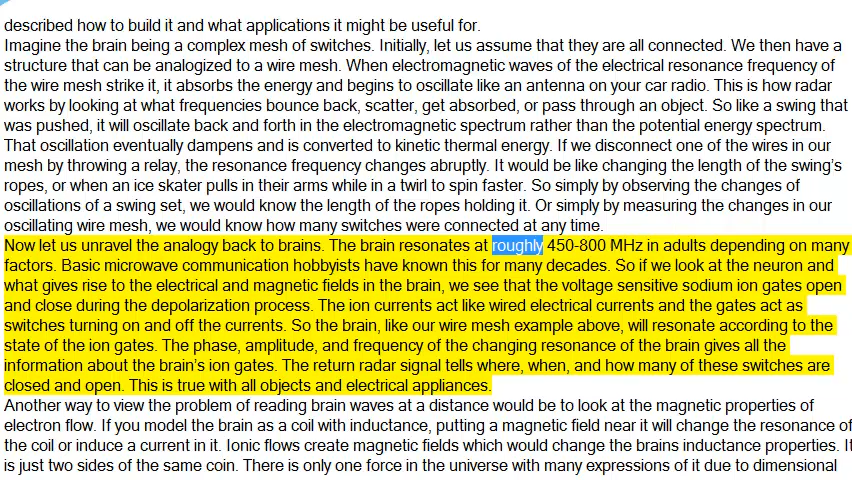 described how to build it and what applications it might be useful for.
Imagine the brain being a complex mesh of switches. Initially, let us assume that they are all connected. We then have a
structure that can be analogized to a wire mesh. When electromagnetic waves of the electrical resonance frequency of
the wire mesh strike it, it absorbs the energy and begins to oscillate like an antenna on your car radio. This is how radar
works by looking at what frequencies bounce back, scatter, get absorbed, or pass through an object. So like a swing that
was pushed, it will oscillate back and forth in the electromagnetic spectrum rather than the potential energy spectrum.
That oscillation eventually dampens and is converted to kinetic thermal energy. If we disconnect one of the wires in our
mesh by throwing a relay, the resonance frequency changes abruptly. It would be like changing the length of the swing's
ropes, or when an ice skater pulls in their arms while in a twirl to spin faster. So simply by observing the changes of
oscillations of a swing set, we would know the length of the ropes holding it. Or simply by measuring the changes in our
oscillating wire mesh, we would know how many switches were connected at any time.
Now let us unravel the analogy back to brains. The brain resonates at roughly 450-800 MHz in adults depending on many
factors. Basic microwave communication hobbyists have known this for many decades. So if we look at the neuron and
what gives rise to the electrical and magnetic fields in the brain, we see that the voltage sensitive sodium ion gates open
and close during the depolarization process. The ion currents act like wired electrical currents and the gates act as
switches turning on and off the currents. So the brain, like our wire mesh example above, will resonate according to the
state of the ion gates. The phase, amplitude, and frequency of the changing resonance of the brain gives all the
information about the brain's ion gates. The return radar signal tells where, when, and how many of these switches are
closed and open. This is true with all objects and electrical appliances.
Another way to view the problem of reading brain waves at a distance would be to look at the magnetic properties of
electron flow. If you model the brain as a coil with inductance, putting a magnetic field near it will change the resonance of
the coil or induce a current in it. Ionic flows create magnetic fields which would change the brains inductance properties. It
is just two sides of the same coin. There is only one force in the universe with many expressions of it due to dimensional